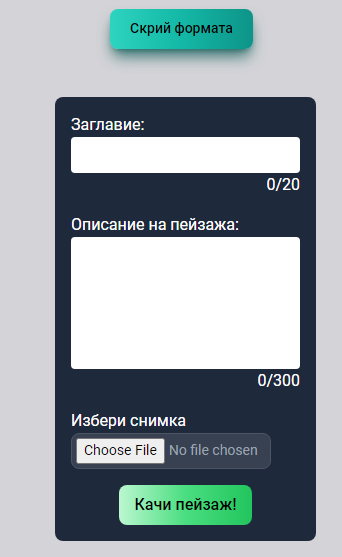 Скрий формата
Заглавие:
0/20
Описание на пейзажа:
0/300
Избери снимка
Choose File No file chosen
Качи пейзаж!